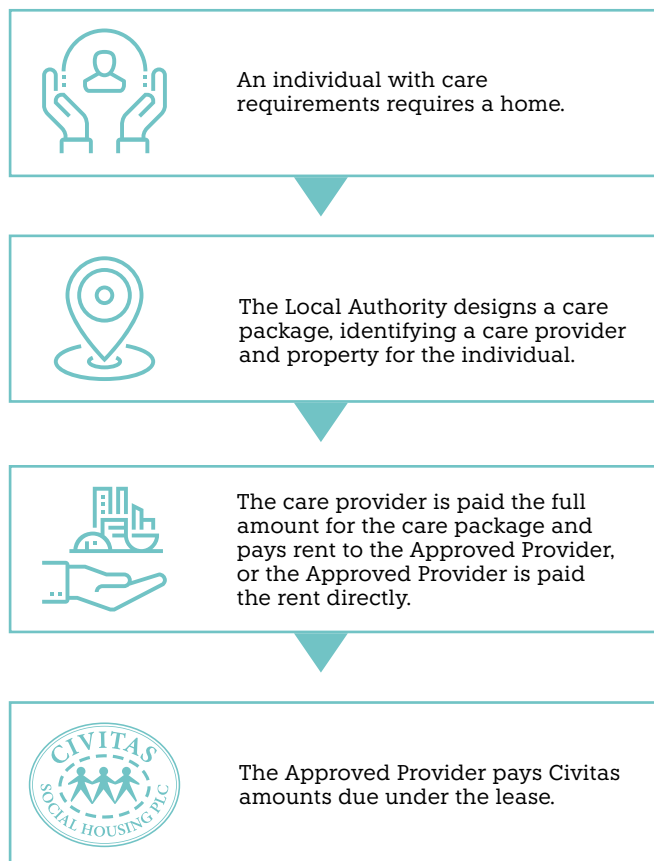 An individual with care
requirements requires a home.
The Local Authority designs a care
package, identifying a care provider
and property for the individual.
The care provider is paid the full
amount for the care package and
pays rent to the Approved Provider,
or the Approved Provider is paid
the rent directly.
CIVITAS
SOCIAL HOUSING PLC
The Approved Provider pays Civitas
amounts due under the lease.